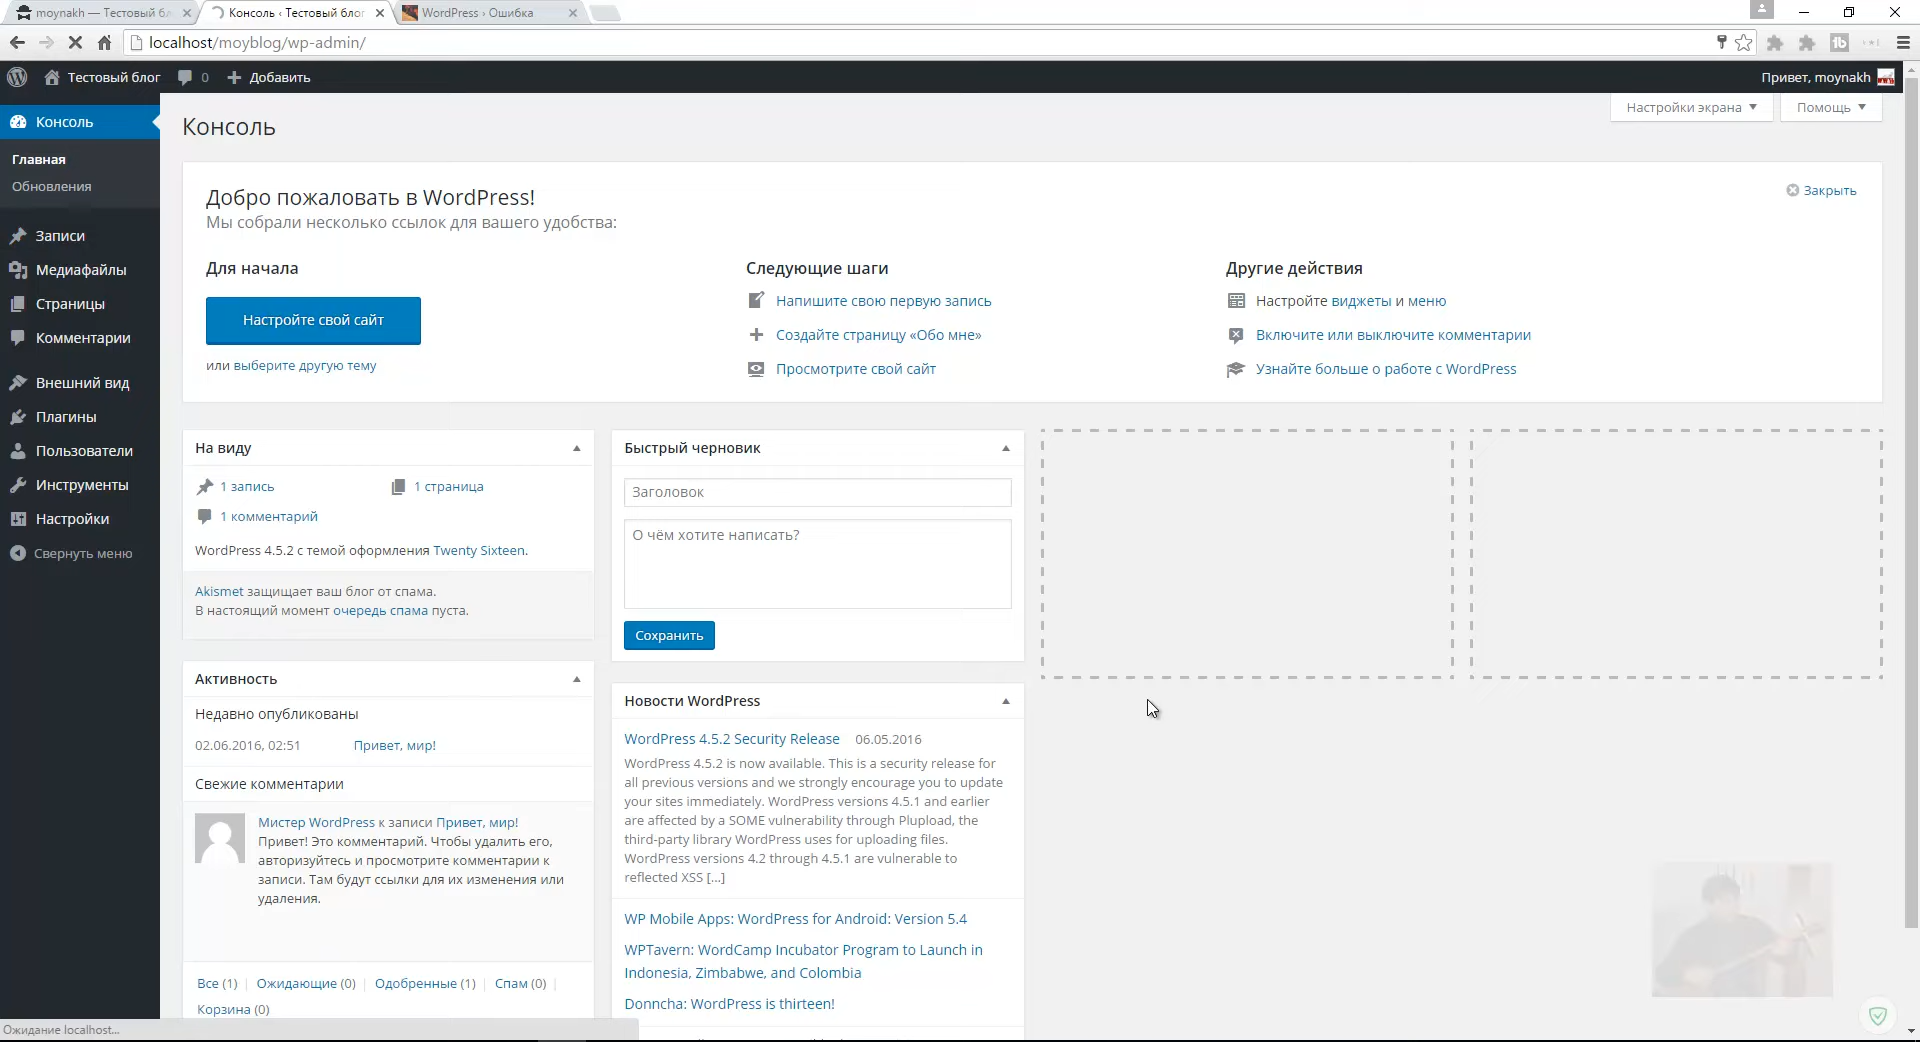 moynakh — Тестовый бл
Консоль ‹ Тестовый блог
WordPress › Ошибка
localhost/moyblog/wp-admin/
Тестовый блог 0 Добавить
Привет, moynakh
Консоль
Главная
Обновления
Записи
Медиафайлы
Страницы
Комментарии
Внешний вид
Плагины
Пользователи
Инструменты
Настройки
Свернуть меню
Консоль
Настройки экрана
Помощь
Добро пожаловать в WordPress!
Закрыть
Мы собрали несколько ссылок для вашего удобства:
Для начала
Настройте свой сайт
или выберите другую тему
Следующие шаги
Напишите свою первую запись
Создайте страницу «Обо мне»
Просмотрите свой сайт
Другие действия
Настройте виджеты и меню
Включите или выключите комментарии
Узнайте больше о работе с WordPress
На виду
1 запись
1 страница
1 комментарий
WordPress 4.5.2 с темой оформления Twenty Sixteen.
Akismet защищает ваш блог от спама.
В настоящий момент очередь спама пуста.
Активность
Недавно опубликованы
02.06.2016, 02:51 Привет, мир!
Свежие комментарии
Мистер WordPress к записи Привет, мир!
Привет! Это комментарий. Чтобы удалить его,
авторизуйтесь и просмотрите комментарии к
записи. Там будут ссылки для их изменения или
удаления.
Все (1) | Ожидающие (0) | Одобренные (1) | Спам (0) |
Корзина (0)
Быстрый черновик
Заголовок
О чём хотите написать?
Сохранить
Новости WordPress
WordPress 4.5.2 Security Release 06.05.2016
WordPress 4.5.2 is now available. This is a security release for
all previous versions and we strongly encourage you to update
your sites immediately. WordPress versions 4.5.1 and earlier
are affected by a SOME vulnerability through Plupload, the
third-party library WordPress uses for uploading files.
WordPress versions 4.2 through 4.5.1 are vulnerable to
reflected XSS […]
WP Mobile Apps: WordPress for Android: Version 5.4
WPTavern: WordCamp Incubator Program to Launch in
Indonesia, Zimbabwe, and Colombia
Donncha: WordPress is thirteen!
Ожидание localhost...